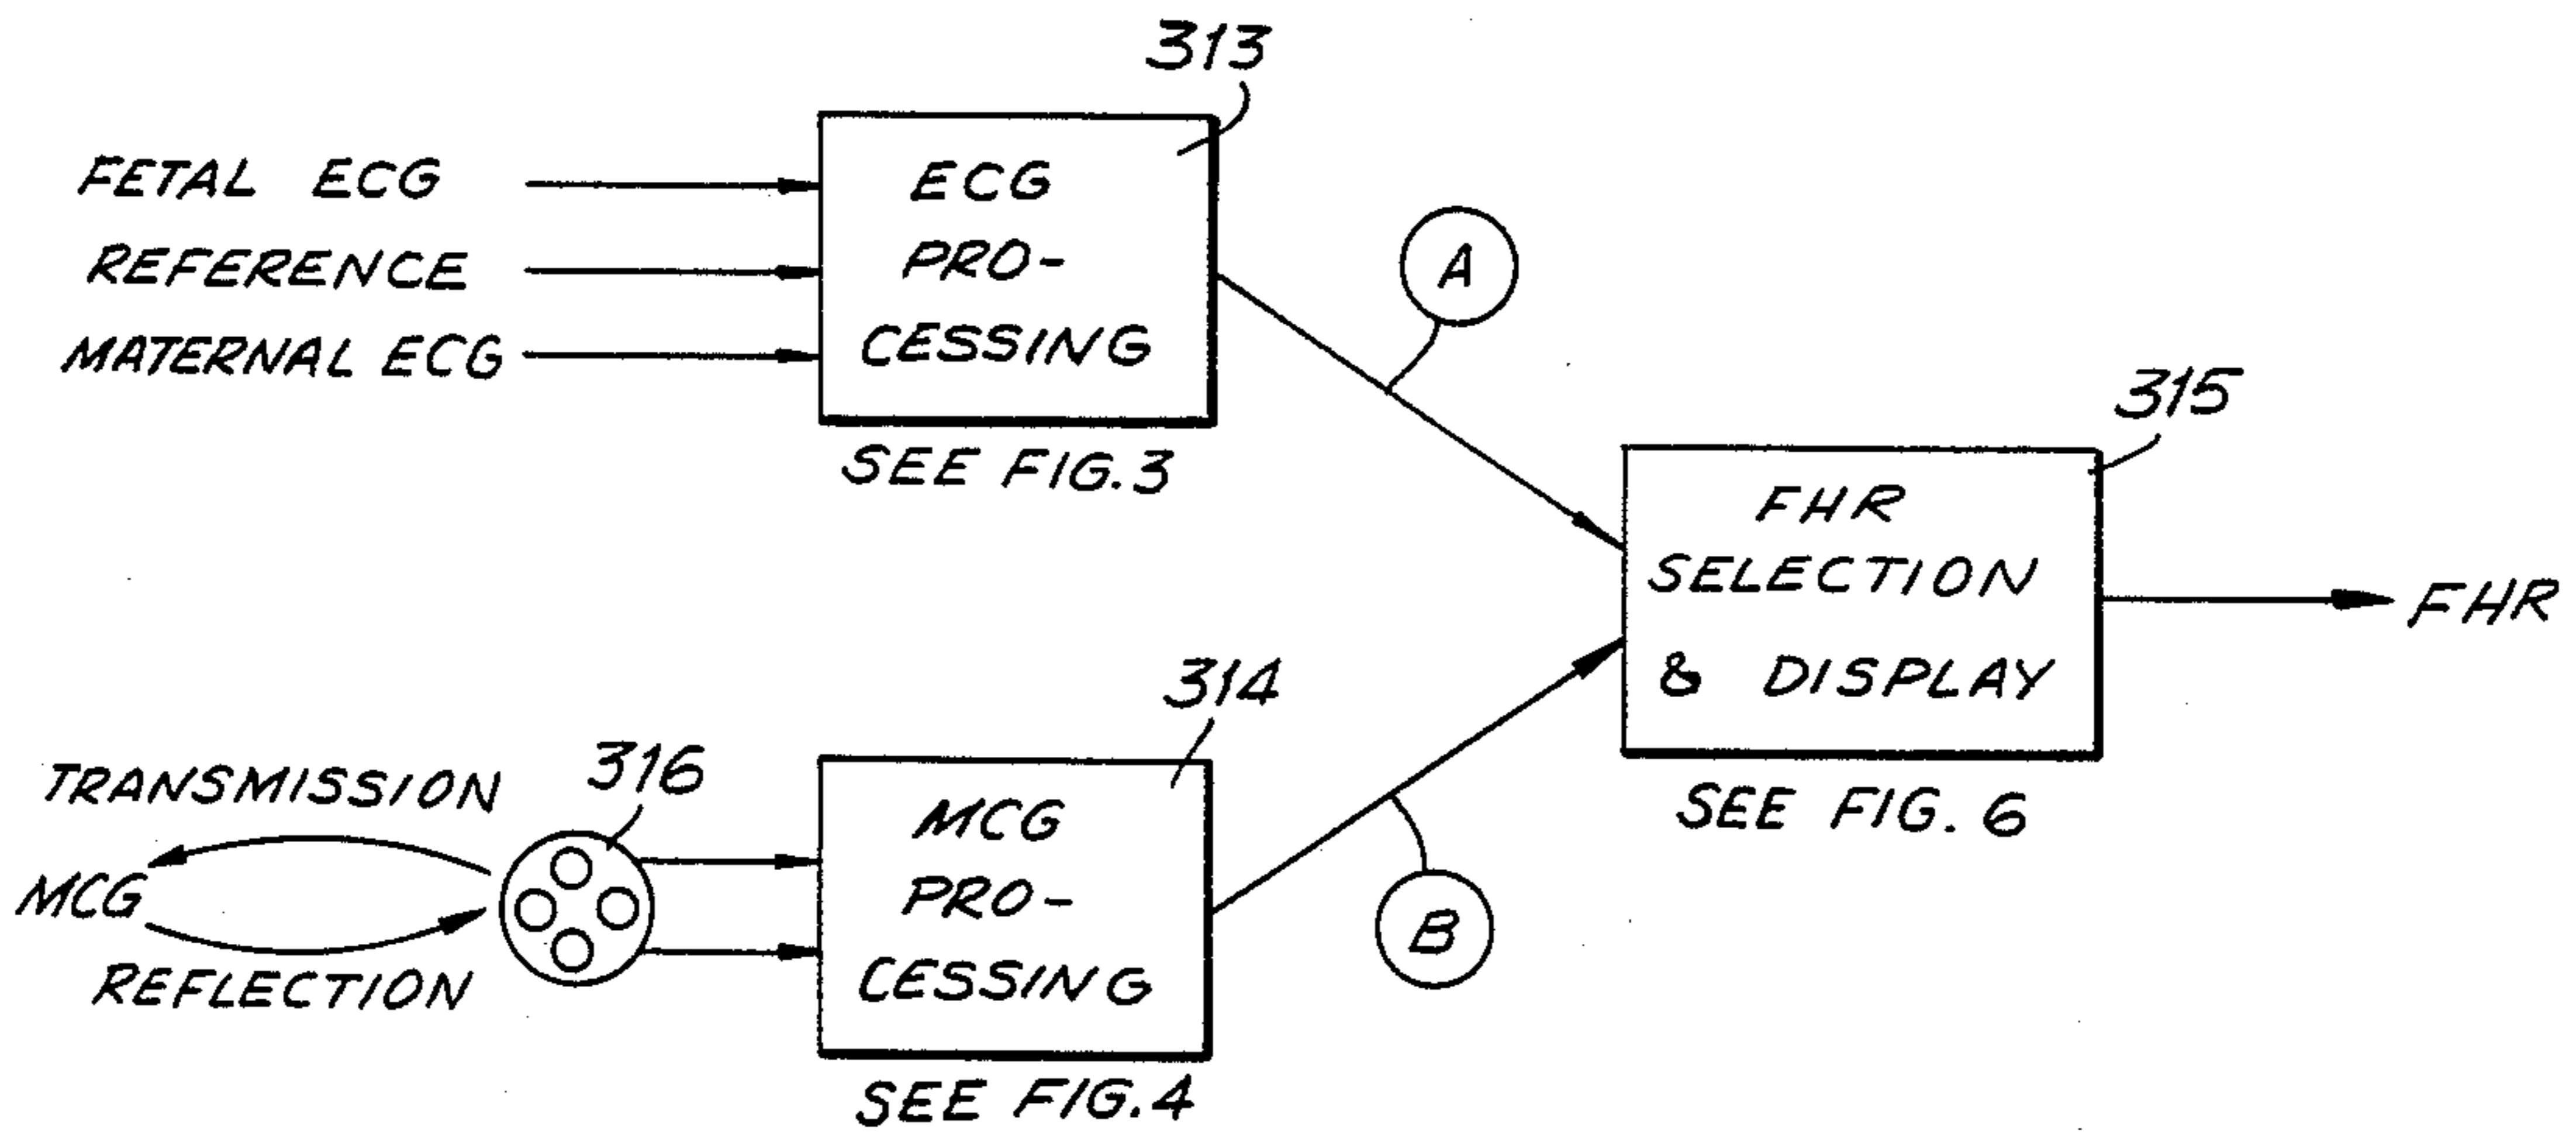 313
FETAL ECG
REFERENCE
MATERNAL ECG
ECG
PRO-
CESSING
SEE FIG.3
A
315
FHR
SELECTION
& DISPLAY
SEE FIG. 6
FHR
TRANSMISSION
MCG
REFLECTION
316
314
MCG
PRO-
CESSING
SEE FIG.4
B